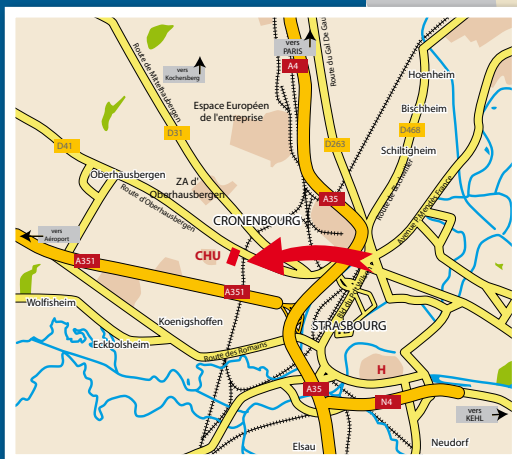 vers
PARIS
A4
Route du Gal De Gau
vers
Kochersberg
Route de Mittelhausbergen
Hoenheim
Espace Européen
de l'entreprise
Bischheim
D31
D468
D41
D263
Schiltigheim
Oberhausbergen
ZA d'
Oberhausbergen
Route de Bischwiller
Avenue P. Mendès France
Route d'Oberhausbergen
A35
CRONENBOURG
vers
Aéroport
CHU
A351
A351
Wolfisheim
Koenigshoffen
STRASBOURG
Eckbolsheim
Route des Romains
H
A35
N4
vers
KEHL
Elsau
Neudorf